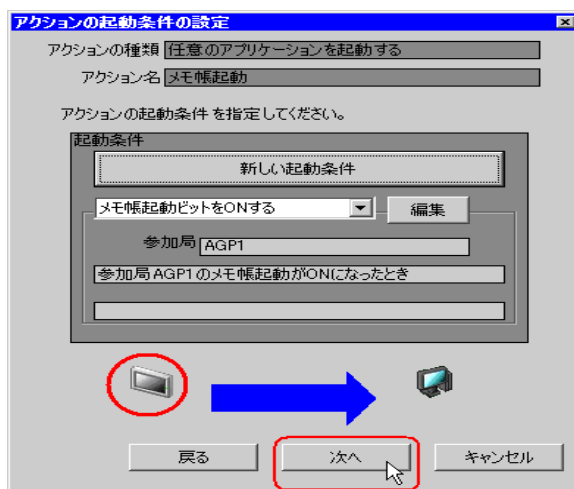 アクションの起動条件の設定
アクションの種類 任意のアプリケーションを起動する
アクション名 メモ帳起動
アクションの起動条件 を指定してください。
起動条件
新しい起動条件
メモ帳起動ビットをONする 編集
参加局 AGP1
参加局 AGP1 のメモ帳起動がONになったとき
戻る 次へ キャンセル